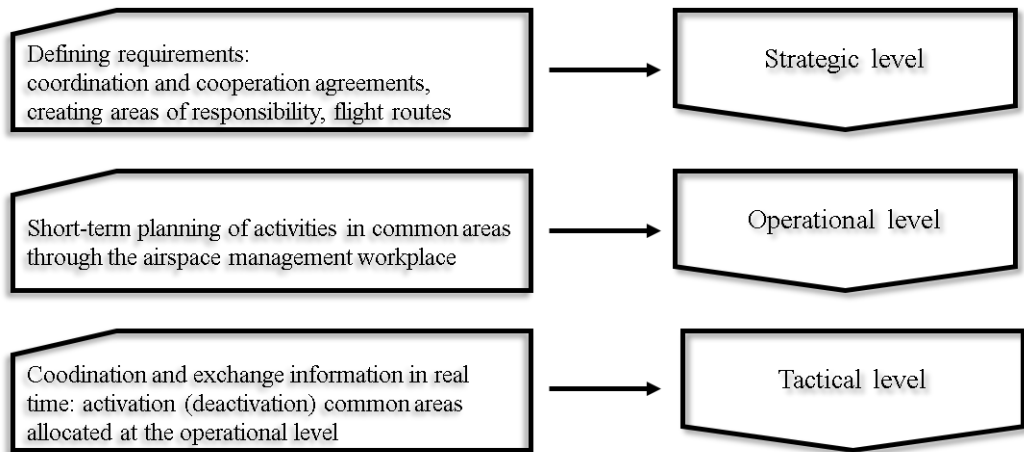 Defining requirements:
coordination and cooperation agreements,
creating areas of responsibility, flight routes
Strategic level
Short-term planning of activities in common areas
through the airspace management workplace
Operational level
Coodination and exchange information in real
time: activation (deactivation) common areas
allocated at the operational level
Tactical level